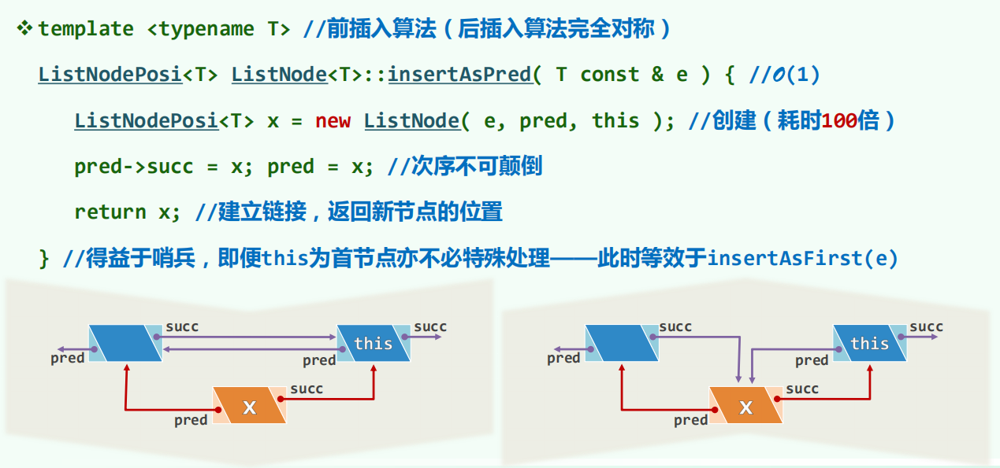 ❖template <typename T> //前插入算法（后插入算法完全对称）
ListNodePosi<T> ListNode<T>::insertAsPred( T const & e ) { //O(1)
ListNodePosi<T> x = new ListNode( e, pred, this ); //创建（耗时100倍）
pred->succ = x; pred = x; //次序不可颠倒
return x; //建立链接，返回新节点的位置
} //得益于哨兵，即便this为首节点亦不必特殊处理——此时等效于insertAsFirst(e)
succ
succ
this
pred
pred
succ
X
pred
succ
succ
this
pred
pred
succ
X
pred